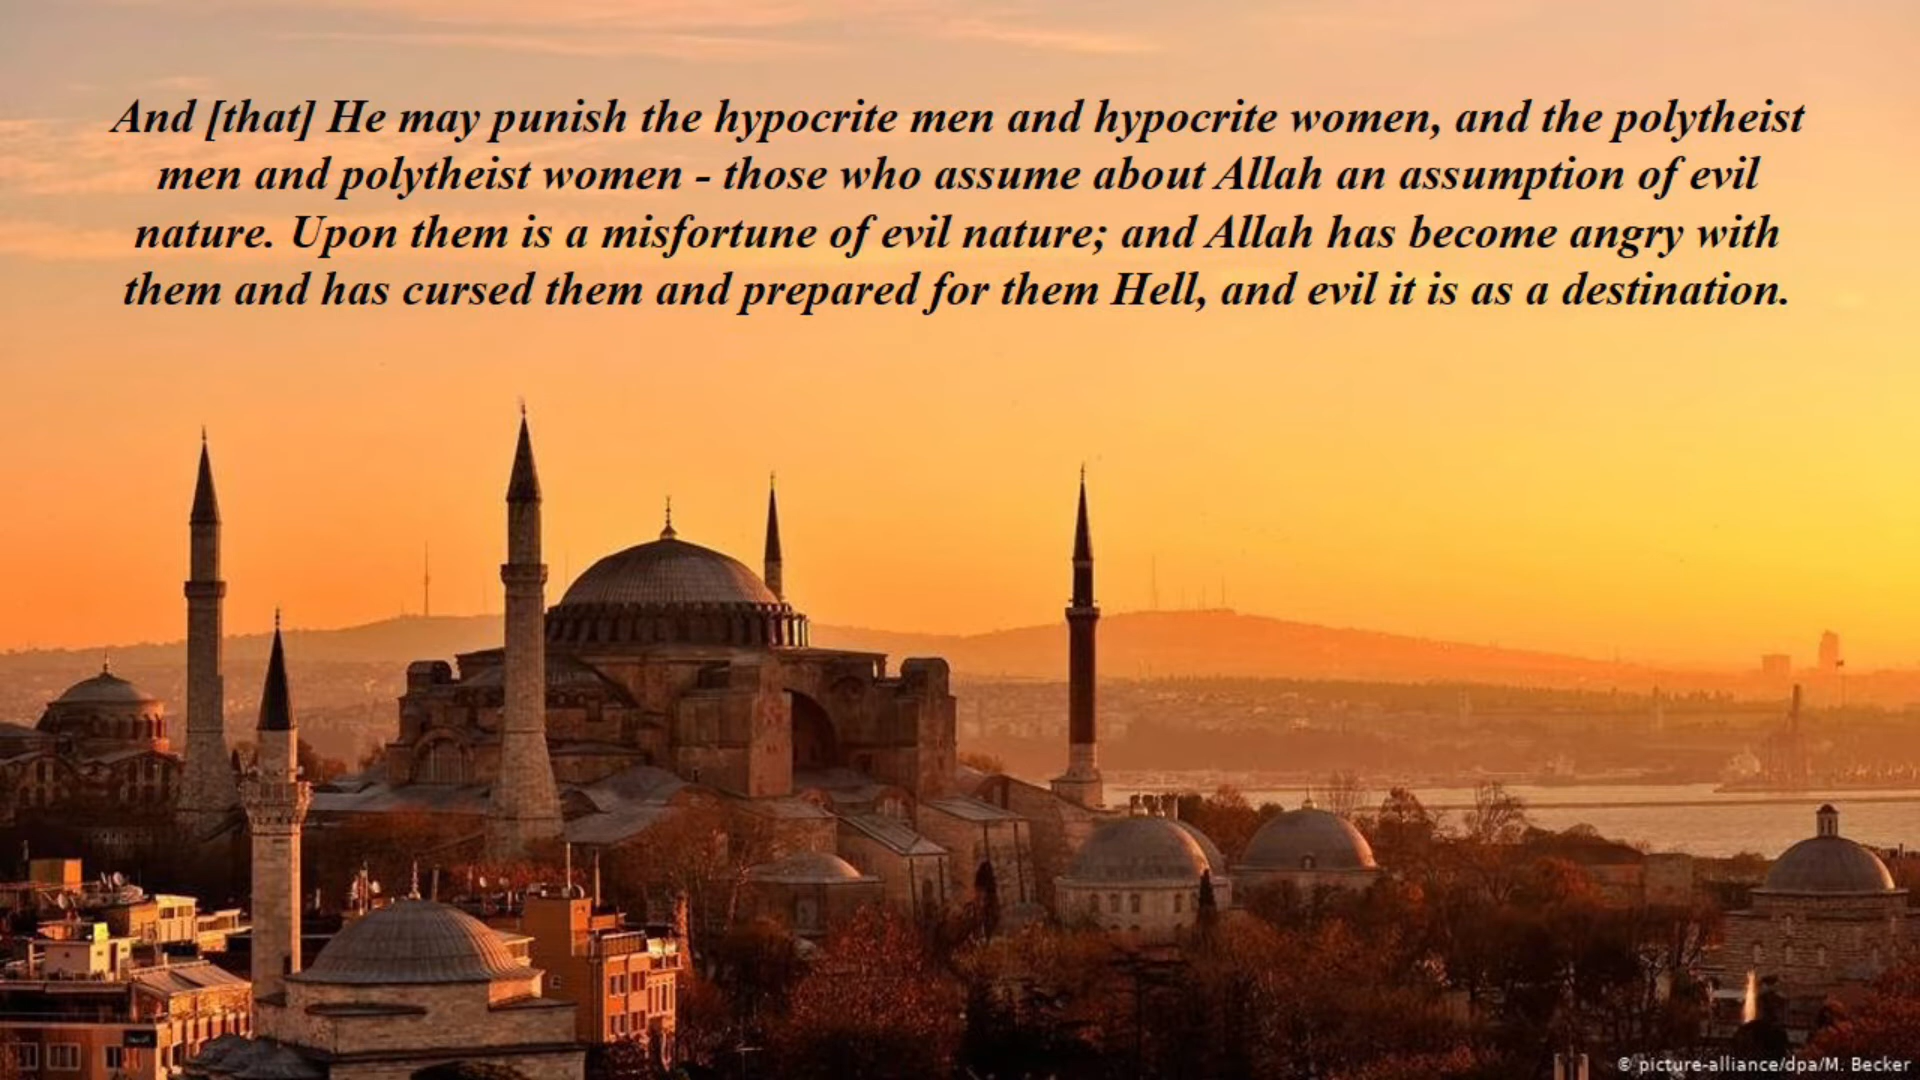 And [that] He may punish the hypocrite men and hypocrite women, and the polytheist
men and polytheist women - those who assume about Allah an assumption of evil
nature. Upon them is a misfortune of evil nature; and Allah has become angry with
them and has cursed them and prepared for them Hell, and evil it is as a destination.
© picture-alliance/dpa/M. Becker